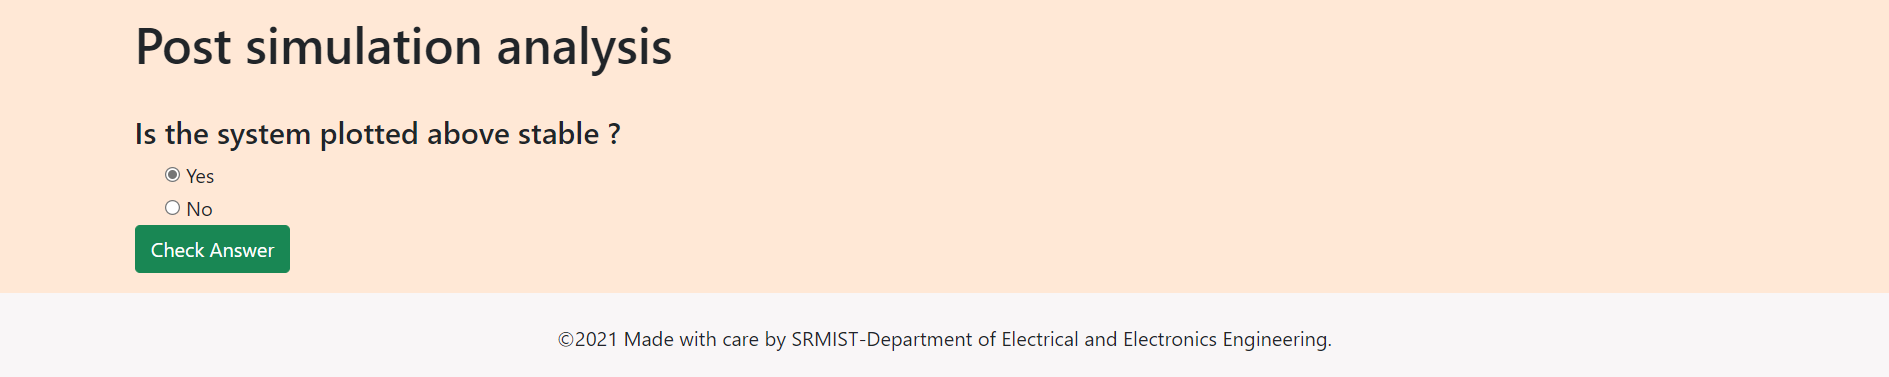 Post simulation analysis
Is the system plotted above stable ?
Yes
No
Check Answer
©2021 Made with care by SRMIST-Department of Electrical and Electronics Engineering.